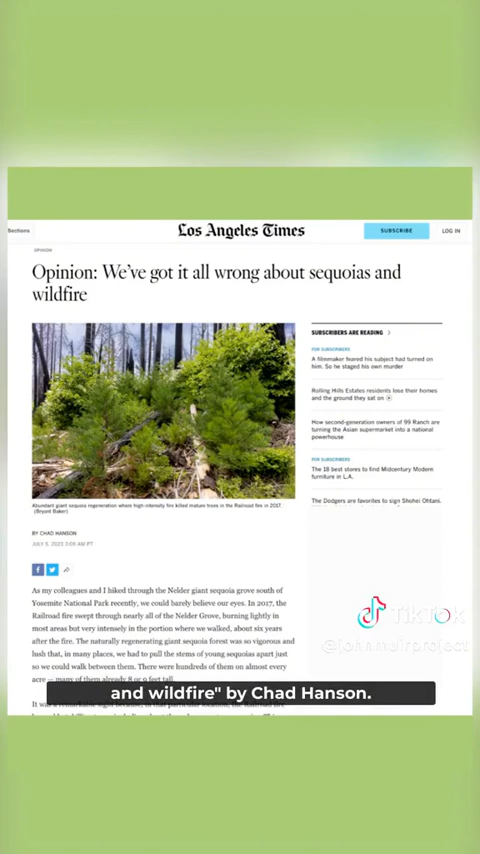 Sections
Los Angeles Times
SUBSCRIBE
LOG IN
OPINION
Opinion: We've got it all wrong about sequoias and
wildfire
Abundant giant sequoia regeneration where high-intensity fire killed mature trees in the Railroad fire in 2017.
(Bryant Baker)
BY CHAD HANSON
JULY 5, 2023 3:05 AM PT
As my colleagues and I hiked through the Nelder giant sequoia grove south of
Yosemite National Park recently, we could barely believe our eyes. In 2017, the
Railroad fire swept through nearly all of the Nelder Grove, burning lightly in
most areas but very intensely in the portion where we walked, about six years
after the fire. The naturally regenerating giant sequoia forest was so vigorous and
lush that, in many places, we had to pull the stems of young sequoias apart just
so we could walk between them. There were hundreds of them on almost every
acre — many of them already 8 or 9 feet tall.
SUBSCRIBERS ARE READING >
FOR SUBSCRIBERS
A filmmaker feared his subject had turned on
him. So he staged his own murder
Rolling Hills Estates residents lose their homes
and the ground they sat on
How second-generation owners of 99 Ranch are
turning the Asian supermarket into a national
powerhouse
FOR SUBSCRIBERS
The 18 best stores to find Midcentury Modern
furniture in L.A.
The Dodgers are favorites to sign Shohei Ohtani.
TikTok
@johnmuirproject
and wildfire" by Chad Hanson.